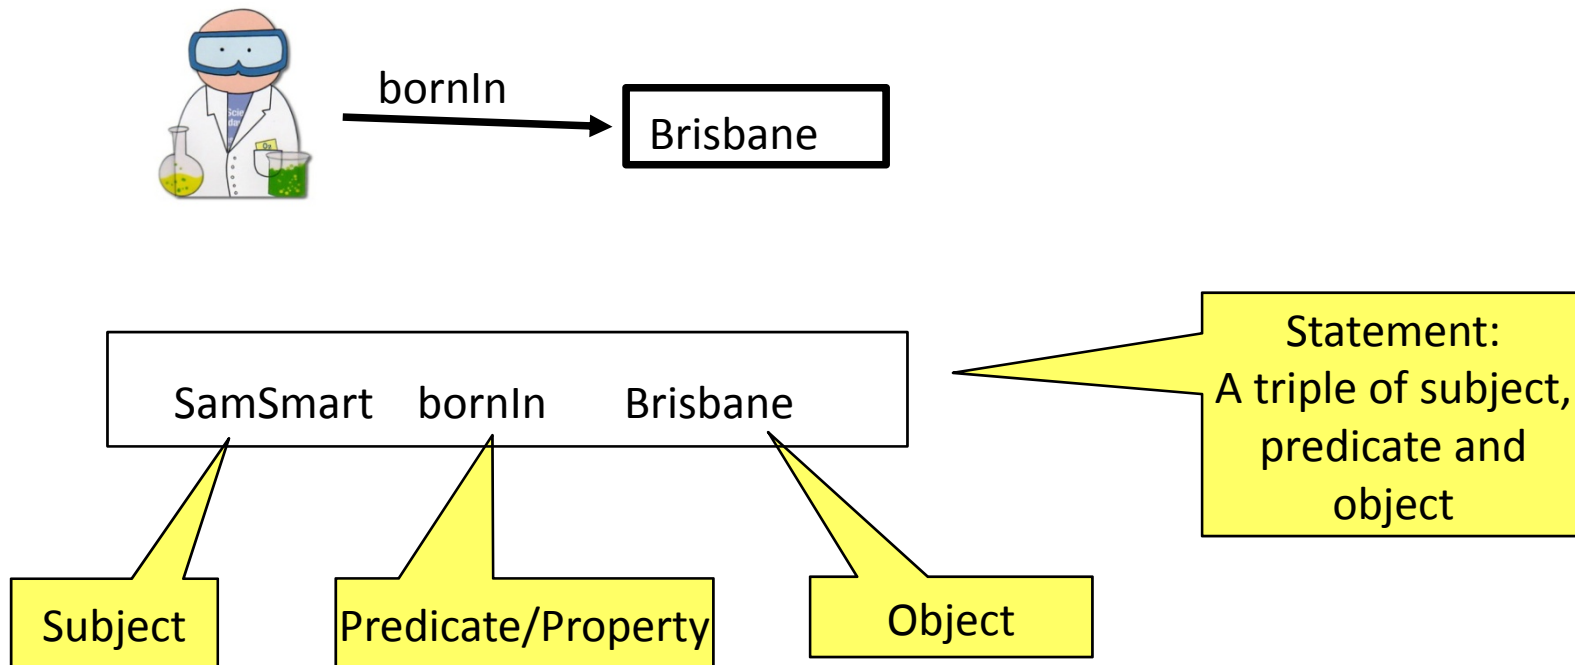 bornIn
Brisbane
SamSmart bornIn Brisbane
Statement:
A triple of subject,
predicate and
object
Subject
Predicate/Property
Object